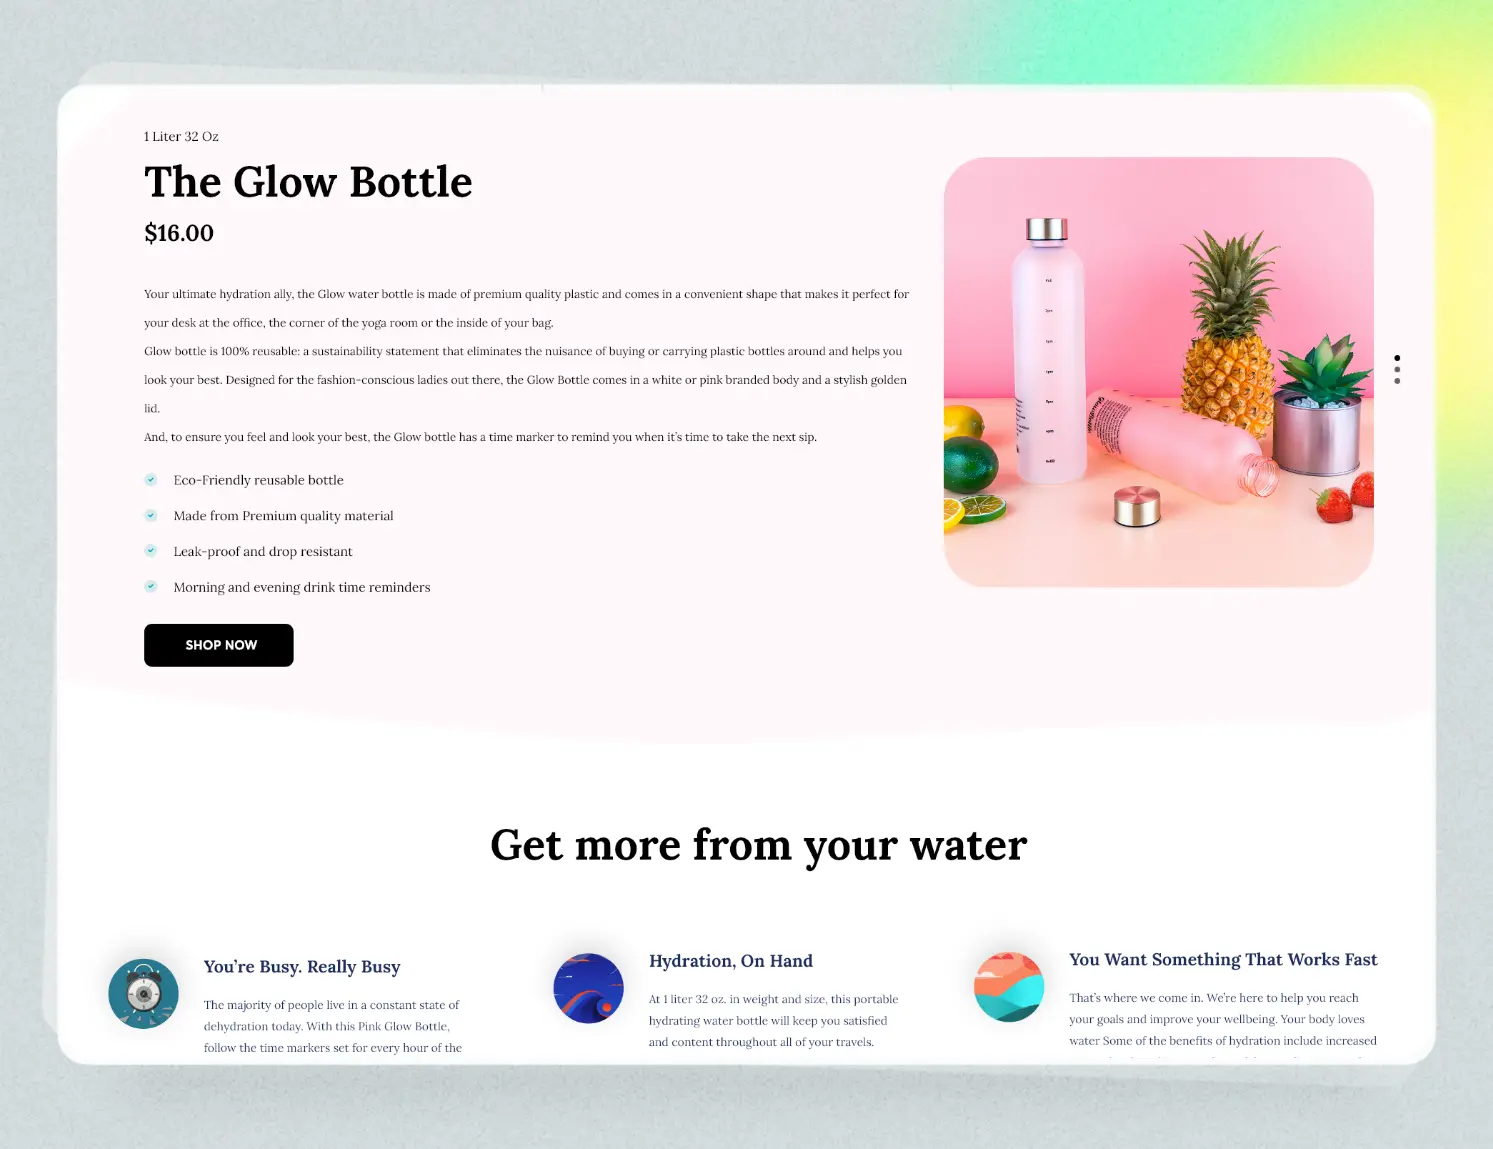 1 Liter 32 Oz
The Glow Bottle
$16.00
Your ultimate hydration ally, the Glow water bottle is made of premium quality plastic and comes in a convenient shape that makes it perfect for
your desk at the office, the corner of the yoga room or the inside of your bag.
Glow bottle is 100% reusable: a sustainability statement that eliminates the nuisance of buying or carrying plastic bottles around and helps you
look your best. Designed for the fashion-conscious ladies out there, the Glow Bottle comes in a white or pink branded body and a stylish golden
lid.
And, to ensure you feel and look your best, the Glow bottle has a time marker to remind you when it’s time to take the next sip.
Eco-Friendly reusable bottle
Made from Premium quality material
Leak-proof and drop resistant
Morning and evening drink time reminders
SHOP NOW
Get more from your water
You’re Busy. Really Busy
The majority of people live in a constant state of
dehydration today. With this Pink Glow Bottle,
follow the time markers set for every hour of the
Hydration, On Hand
At 1 liter 32 oz. in weight and size, this portable
hydrating water bottle will keep you satisfied
and content throughout all of your travels.
You Want Something That Works Fast
That’s where we come in. We’re here to help you reach
your goals and improve your wellbeing. Your body loves
water Some of the benefits of hydration include increased